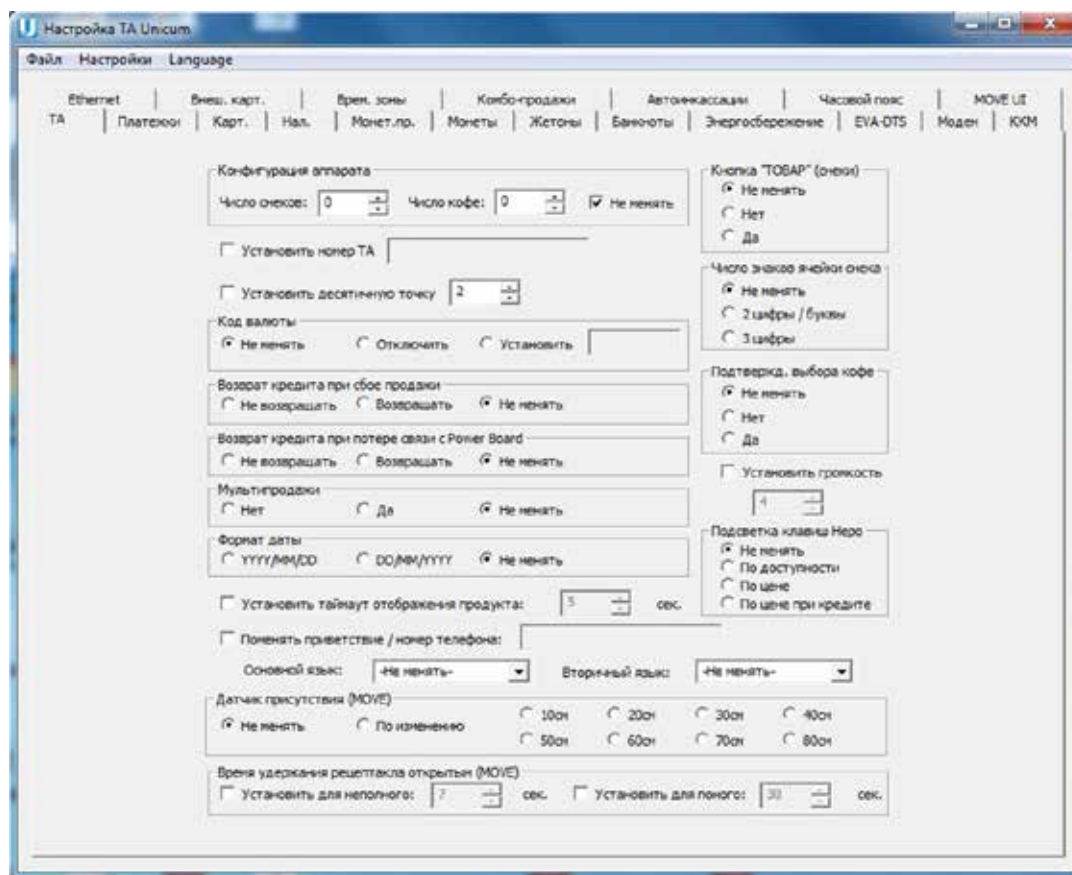 Настройка TA Unicum
Файл Настройки Language
Ethernet Внеш. карт. Врем. зоны Комбо-продажи Автоинкассации Часовой пояс MOVE UI
TA Платежки Карт. Нал. Монет.пр. Монеты Жетоны Банкноты Энергосбережение EVA-DTS Модем ККМ
Конфигурация аппарата
Число снеков: 0 Число кофе: 0 Не менять
Установить номер ТА
Установить десятичную точку 2
Код валюты
Не менять Отключить Установить
Возврат кредита при сбое продажи
Не возвращать Возвращать Не менять
Возврат кредита при потере связи с Power Board
Не возвращать Возвращать Не менять
Мультипродажи
Нет Да Не менять
Формат даты
YYYY/MM/DD DD/MM/YYYY Не менять
Установить таймаут отображения продукта: 5 сек.
Поменять приветствие / номер телефона:
Основной язык: -Не менять- Вторичный язык: -Не менять-
Кнопка "ТОВАР" (снеки)
Не менять
Нет
Да
Число знаков ячейки снека
Не менять
2 цифры / буквы
3 цифры
Подтвержд. выбора кофе
Не менять
Нет
Да
Установить громкость
4
Подсветка клавиш Неро
Не менять
По доступности
По цене
По цене при кредите
Датчик присутствия (MOVE)
Не менять По изменению 10см 20см 30см 40см
50см 60см 70см 80см
Время удержания рецептакла открытым (MOVE)
Установить для неполного: 7 сек. Установить для поного: 30 сек.